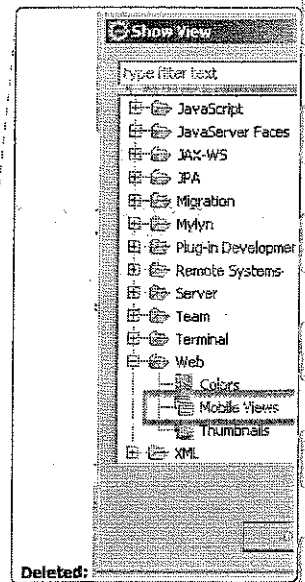 Show View
type filter text
JavaScript
JavaServer Faces
JAX-WS
JPA
Migration
Mylyn
Plug-in Developmen
Remote Systems
Server
Team
Terminal
Web
Colors
Mobile Views
Thumbnails
XML
Deleted: